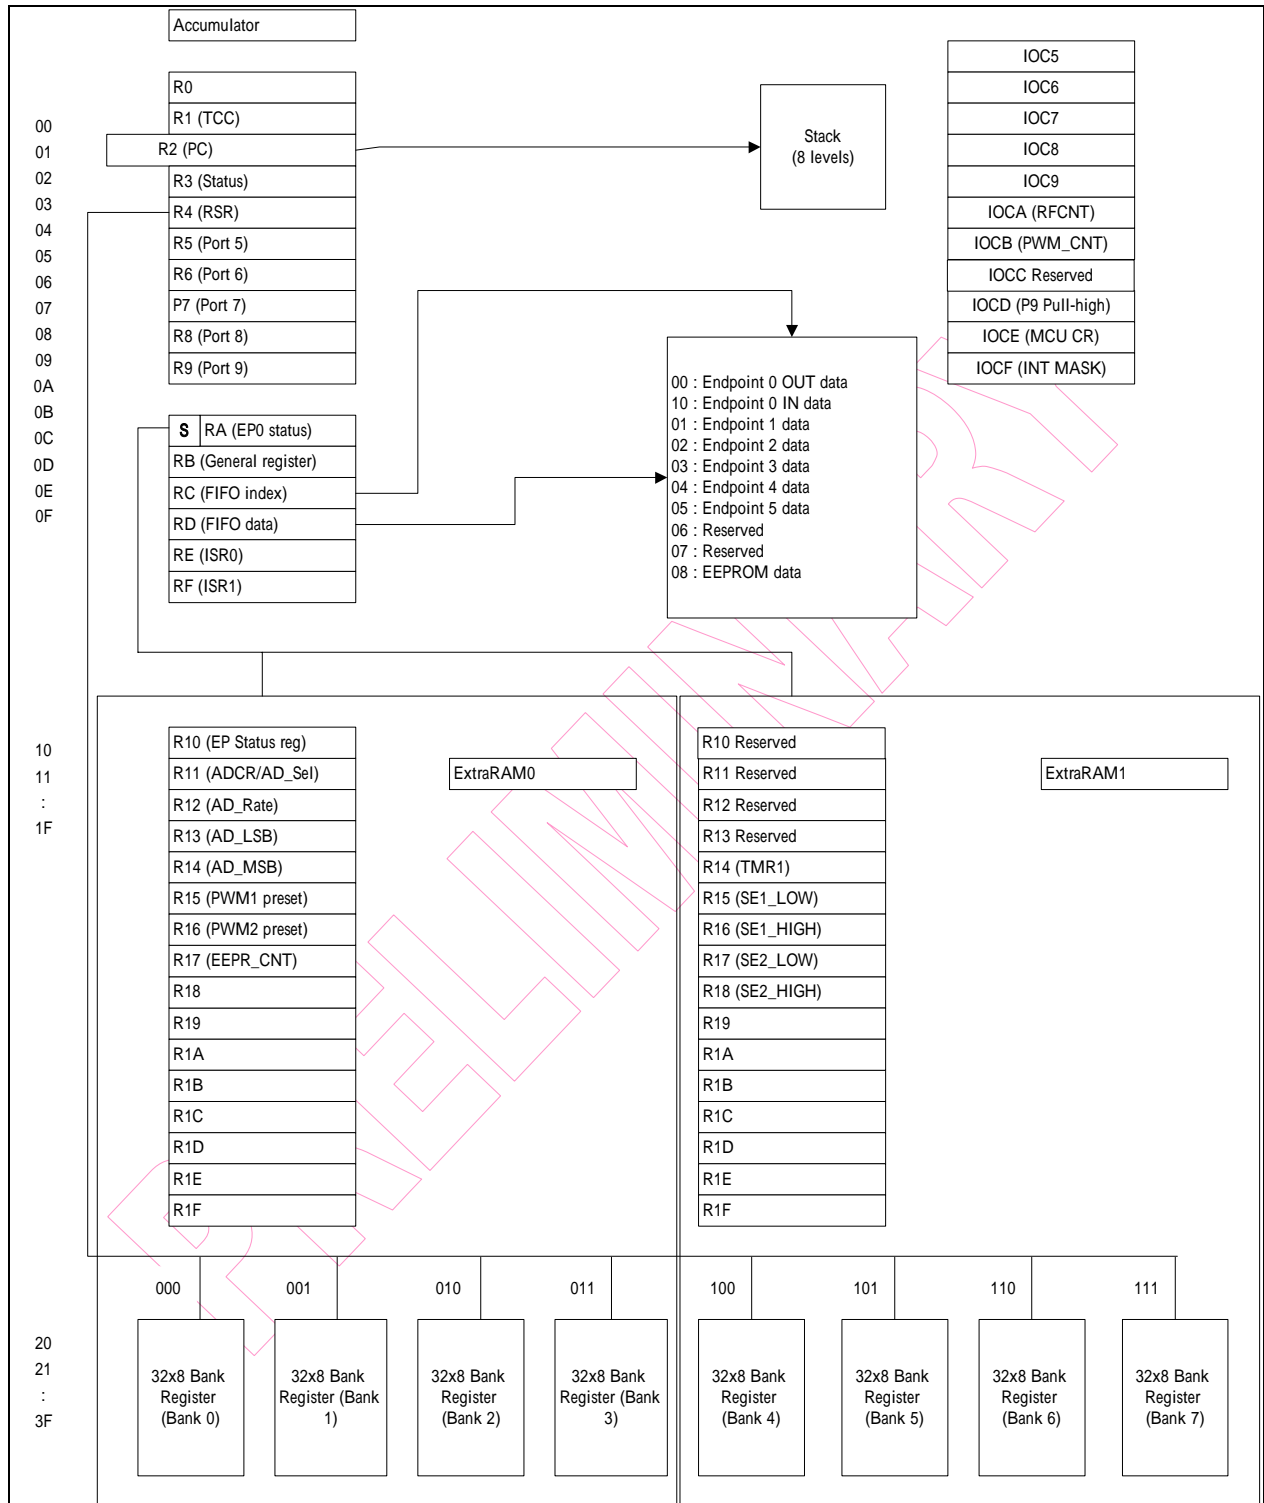 Accumulator
R0
R1 (TCC)
R2 (PC)
R3 (Status)
R4 (RSR)
R5 (Port 5)
R6 (Port 6)
P7 (Port 7)
R8 (Port 8)
R9 (Port 9)
S RA (EP0 status)
RB (General register)
RC (FIFO index)
RD (FIFO data)
RE (ISR0)
RF (ISR1)
00
01
02
03
04
05
06
07
08
09
0A
0B
0C
0D
0E
0F
Stack
(8 levels)
IOC5
IOC6
IOC7
IOC8
IOC9
IOCA (RFCNT)
IOCB (PWM_CNT)
IOCC Reserved
IOCD (P9 Pull-high)
IOCE (MCU CR)
IOCF (INT MASK)
00 : Endpoint 0 OUT data
10 : Endpoint 0 IN data
01 : Endpoint 1 data
02 : Endpoint 2 data
03 : Endpoint 3 data
04 : Endpoint 4 data
05 : Endpoint 5 data
06 : Reserved
07 : Reserved
08 : EEPROM data
10
11
:
1F
R10 (EP Status reg)
R11 (ADCR/AD_Sel)
R12 (AD_Rate)
R13 (AD_LSB)
R14 (AD_MSB)
R15 (PWM1 preset)
R16 (PWM2 preset)
R17 (EEPR_CNT)
R18
R19
R1A
R1B
R1C
R1D
R1E
R1F
ExtraRAM0
R10 Reserved
R11 Reserved
R12 Reserved
R13 Reserved
R14 (TMR1)
R15 (SE1_LOW)
R16 (SE1_HIGH)
R17 (SE2_LOW)
R18 (SE2_HIGH)
R19
R1A
R1B
R1C
R1D
R1E
R1F
ExtraRAM1
000 001 010 011 100 101 110 111
20
21
:
3F
32x8 Bank
Register
(Bank 0)
32x8 Bank
Register (Bank
1)
32x8 Bank
Register
(Bank 2)
32x8 Bank
Register (Bank
3)
32x8 Bank
Register
(Bank 4)
32x8 Bank
Register
(Bank 5)
32x8 Bank
Register
(Bank 6)
32x8 Bank
Register
(Bank 7)
PRELIMINARY